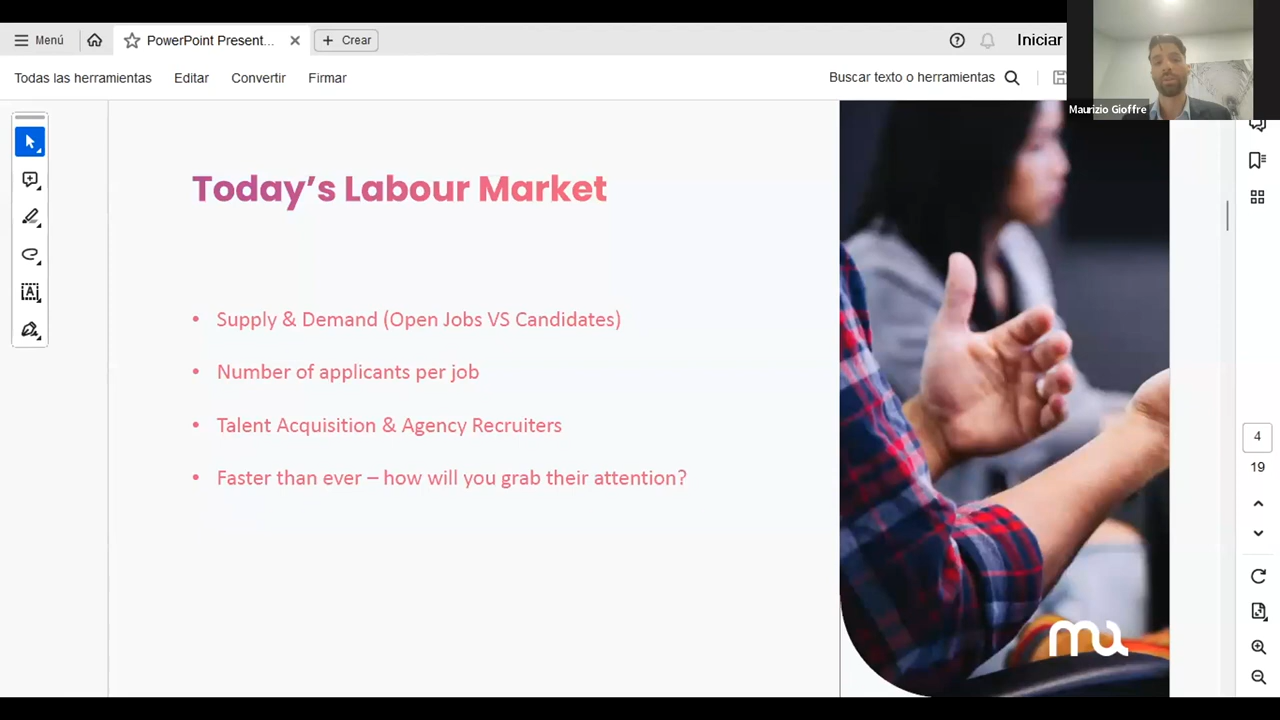 Menú
PowerPoint Present...
Crear
Iniciar
Todas las herramientas
Editar
Convertir
Firmar
Buscar texto o herramientas
Maurizio Gioffre
Today's Labour Market
• Supply & Demand (Open Jobs VS Candidates)
• Number of applicants per job
• Talent Acquisition & Agency Recruiters
• Faster than ever – how will you grab their attention?
4
19
ma